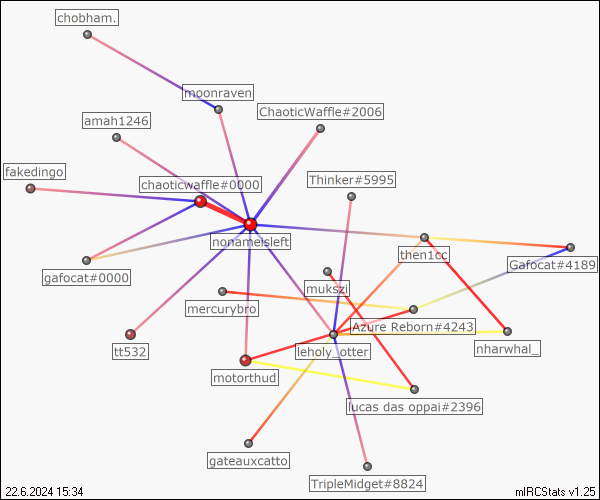 chobham.
moonraven
ChaoticWaffle#2006
amah1246
fakedingo
chaoticwaffle#0000
Thinker#5995
nonameisleft
then1cc
Gafocat#4189
gafocat#0000
mukszi
mercurybro
Azure Reborn#4243
tt532
leholy_otter
nharwhal_
motorthud
lucas das oppai#2396
gateauxcatto
TripleMidget#8824
22.6.2024 15:34
mIRCStats v1.25